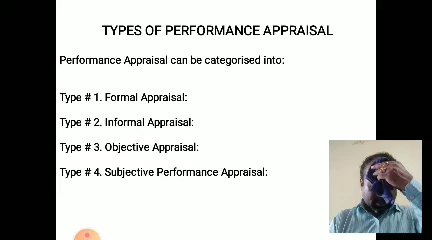 TYPES OF PERFORMANCE APPRAISAL
Performance Appraisal can be categorised into:
Type # 1. Formal Appraisal:
Type # 2. Informal Appraisal:
Type # 3. Objective Appraisal:
Type # 4. Subjective Performance Appraisal: